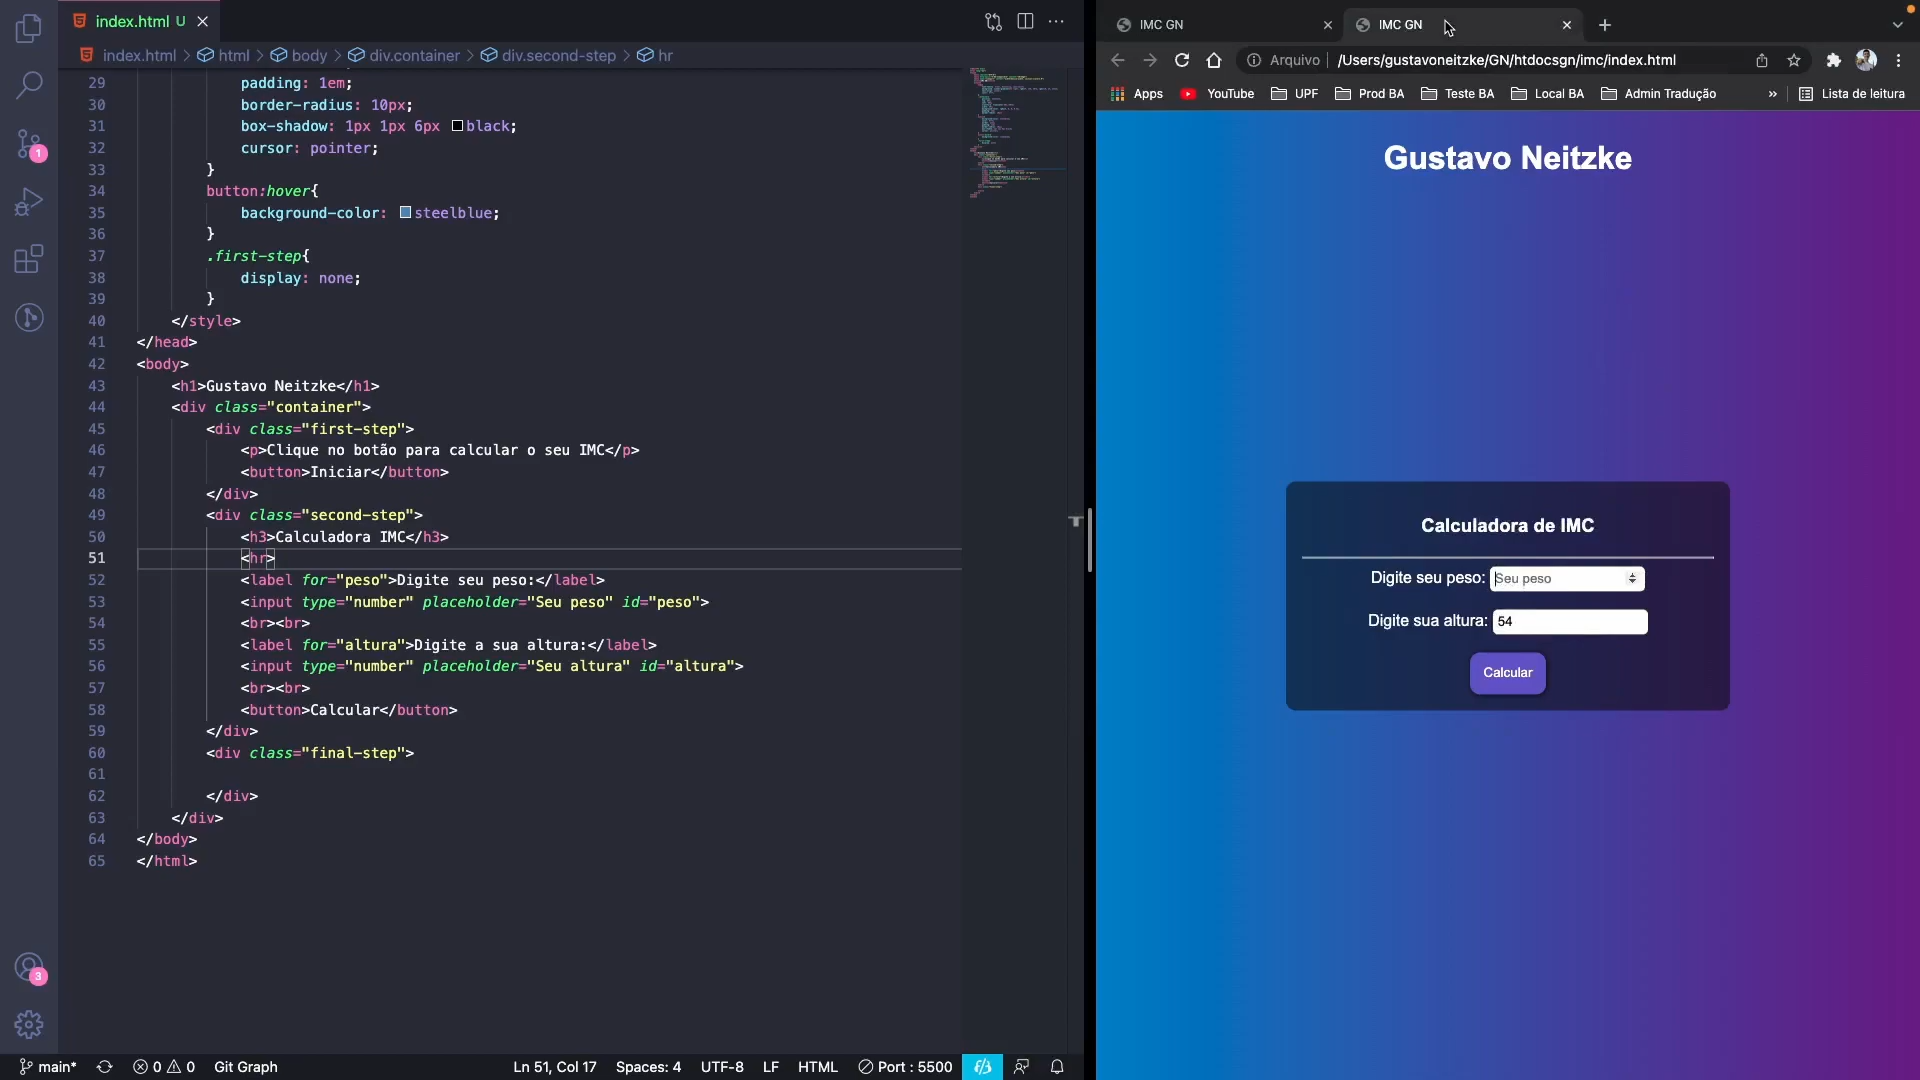 index.html U
index.html > html > body > div.container > div.second-step > hr
29 padding: 1em;
30 border-radius: 10px;
31 box-shadow: 1px 1px 6px black;
32 cursor: pointer;
33 }
34 button:hover{
35 background-color: steelblue;
36 }
37 .first-step{
38 display: none;
39 }
40 </style>
41 </head>
42 <body>
43 <h1>Gustavo Neitzke</h1>
44 <div class="container">
45 <div class="first-step">
46 <p>Clique no botão para calcular o seu IMC</p>
47 <button>Iniciar</button>
48 </div>
49 <div class="second-step">
50 <h3>Calculadora IMC</h3>
51 <hr>
52 <label for="peso">Digite seu peso:</label>
53 <input type="number" placeholder="Seu peso" id="peso">
54 <br><br>
55 <label for="altura">Digite a sua altura:</label>
56 <input type="number" placeholder="Seu altura" id="altura">
57 <br><br>
58 <button>Calcular</button>
59 </div>
60 <div class="final-step">
61
62 </div>
63 </div>
64 </body>
65 </html>
1
3
main* 0 0 Git Graph Ln 51, Col 17 Spaces: 4 UTF-8 LF HTML Port : 5500
IMC GN IMC GN
Arquivo /Users/gustavoneitzke/GN/htdocsgn/imc/index.html
Apps YouTube UPF Prod BA Teste BA Local BA Admin Tradução » Lista de leitura
Gustavo Neitzke
Calculadora de IMC
Digite seu peso: Seu peso
Digite sua altura: 54
Calcular